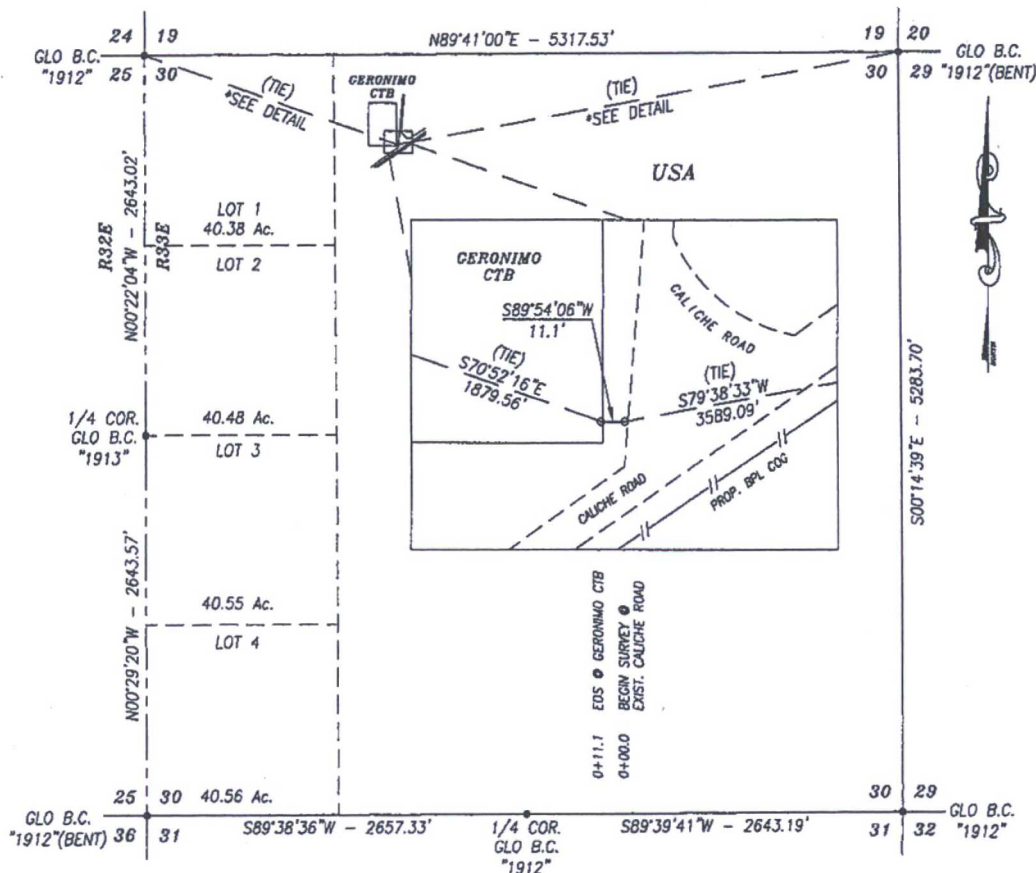 24 19
N89°41'00"E - 5317.53'
19 20
GLO B.C.
"1912"
25 30
30 29
GLO B.C.
"1912"(BENT)
(TIE)
*SEE DETAIL
GERONIMO
CTB
(TIE)
*SEE DETAIL
USA
N00°22'04"W - 2643.02'
R32E
R33E
LOT 1
40.38 Ac.
LOT 2
GERONIMO
CTB
S89°54'06"W
11.1'
CALICHE ROAD
(TIE)
S70°52'16"E
1879.56'
(TIE)
S79°38'33"W
3589.09'
S00°14'39"E - 5283.70'
1/4 COR.
GLO B.C.
"1913"
40.48 Ac.
LOT 3
CALICHE ROAD
PROP. BPL COG
N00°29'20"W - 2643.57'
40.55 Ac.
LOT 4
0+11.1 EOS @ GERONIMO CTB
0+00.0 BEGIN SURVEY @
EXIST. CALICHE ROAD
25 30
40.56 Ac.
30 29
GLO B.C.
"1912"(BENT)
36 31
S89°38'36"W - 2657.33'
1/4 COR.
GLO B.C.
"1912"
S89°39'41"W - 2643.19'
31 32
GLO B.C.
"1912"